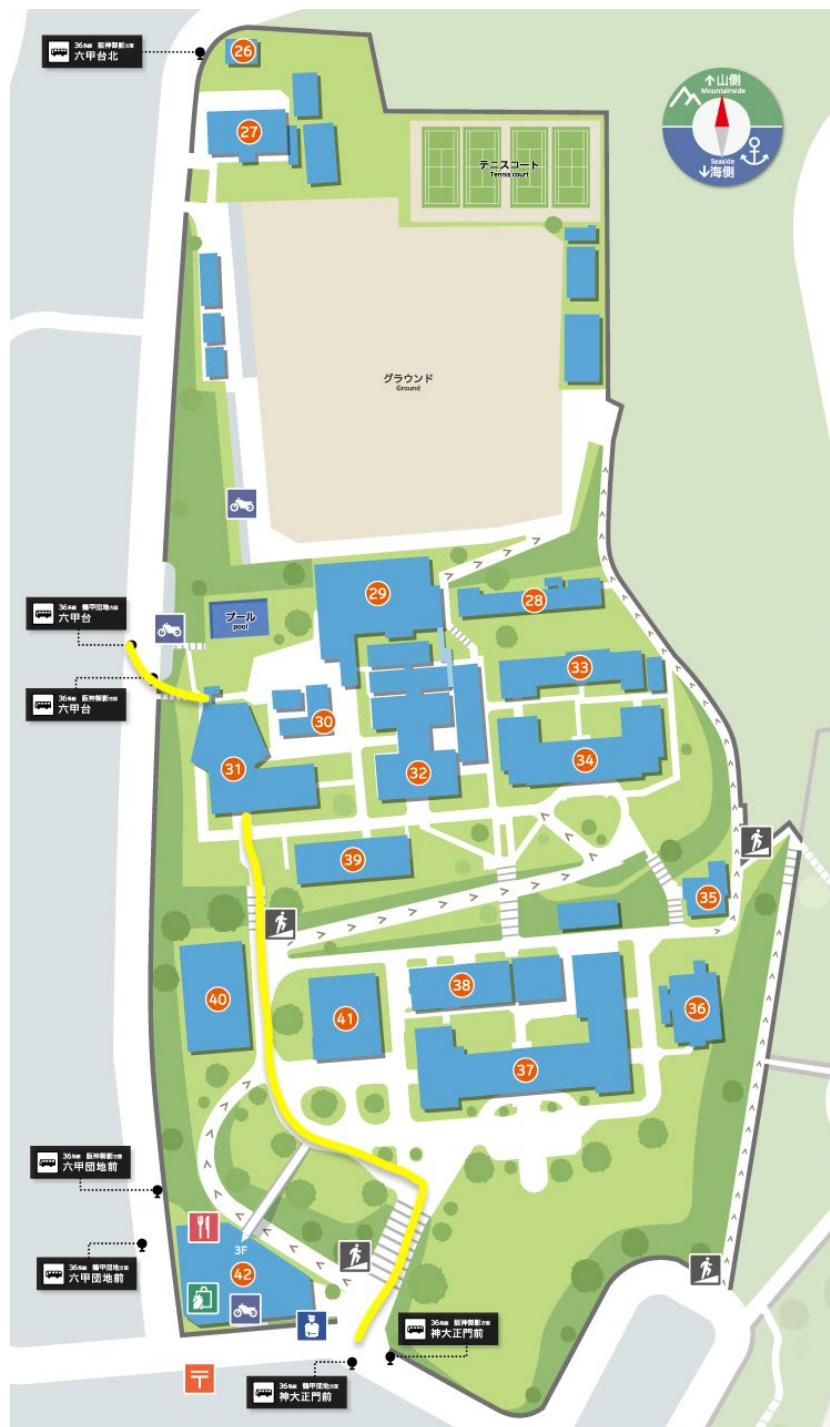 36系統 阪神御影方面
六甲台北
26
27
↑山側
Mountainside
Seaside
↓海側
テニスコート
Tennis court
グラウンド
Ground
29
28
36系統 鶴甲団地方面
六甲台
プール
pool
33
36系統 阪神御影方面
六甲台
30
31
32
34
39
35
40
41
38
36
37
36系統 阪神御影方面
六甲団地前
3F
42
36系統 鶴甲団地方面
六甲団地前
36系統 阪神御影方面
神大正門前
36系統 鶴甲団地方面
神大正門前